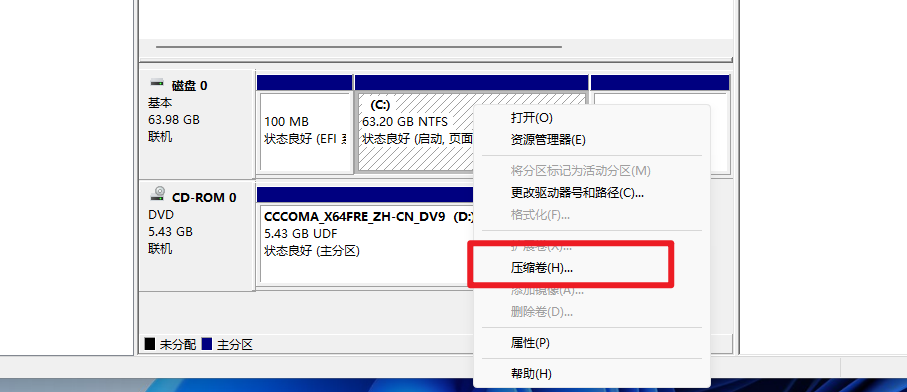 磁盘 0
基本
63.98 GB
联机
100 MB
状态良好 (EFI 系
(C:)
63.20 GB NTFS
状态良好 (启动, 页面
CD-ROM 0
DVD
5.43 GB
联机
CCCOMA_X64FRE_ZH-CN_DV9 (D:)
5.43 GB UDF
状态良好 (主分区)
打开(O)
资源管理器(E)
将分区标记为活动分区(M)
更改驱动器号和路径(C)...
格式化(F)...
扩展卷(X)...
压缩卷(H)...
添加镜像(A)...
删除卷(D)...
属性(P)
帮助(H)
未分配
主分区